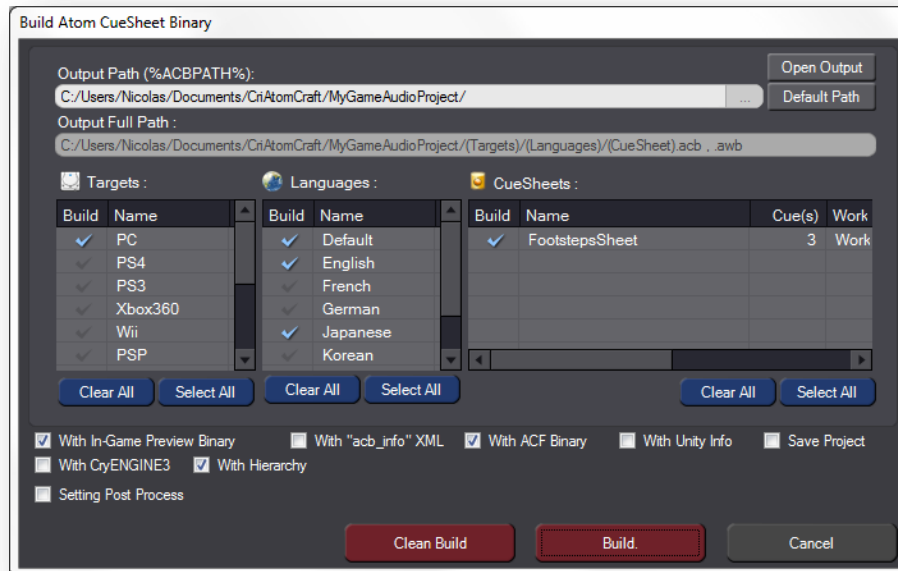 Build Atom CueSheet Binary
Output Path (%ACBPATH%):
Open Output
C:/Users/Nicolas/Documents/CriAtomCraft/MyGameAudioProject/
...
Default Path
Output Full Path :
C:/Users/Nicolas/Documents/CriAtomCraft/MyGameAudioProject/(Targets)/(Languages)/(CueSheet).acb , .awb
Targets :
Languages :
CueSheets :
Build Name
Build Name
Build Name Cue(s) Work
PC
Default
FootstepsSheet 3 Work
PS4
English
PS3
French
Xbox360
German
Wii
Japanese
PSP
Korean
Clear All
Select All
Clear All
Select All
Clear All
Select All
With In-Game Preview Binary
With "acb_info" XML
With ACF Binary
With Unity Info
Save Project
With CryENGINE3
With Hierarchy
Setting Post Process
Clean Build
Build.
Cancel